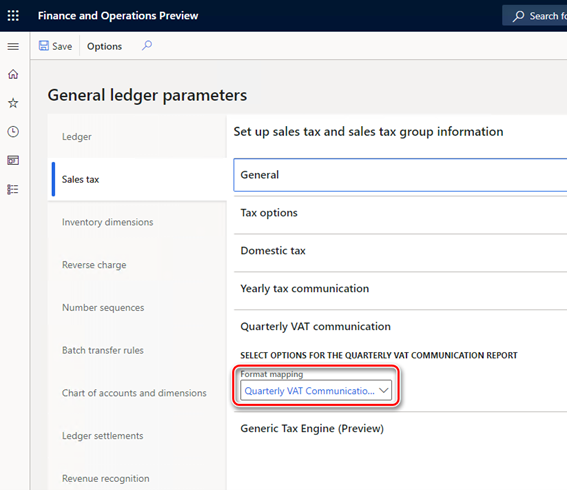 Finance and Operations Preview
Search fo
Save
Options
General ledger parameters
Ledger
Sales tax
Inventory dimensions
Reverse charge
Number sequences
Batch transfer rules
Chart of accounts and dimensions
Ledger settlements
Revenue recognition
Set up sales tax and sales tax group information
General
Tax options
Domestic tax
Yearly tax communication
Quarterly VAT communication
SELECT OPTIONS FOR THE QUARTERLY VAT COMMUNICATION REPORT
Format mapping
Quarterly VAT Communicatio...
Generic Tax Engine (Preview)